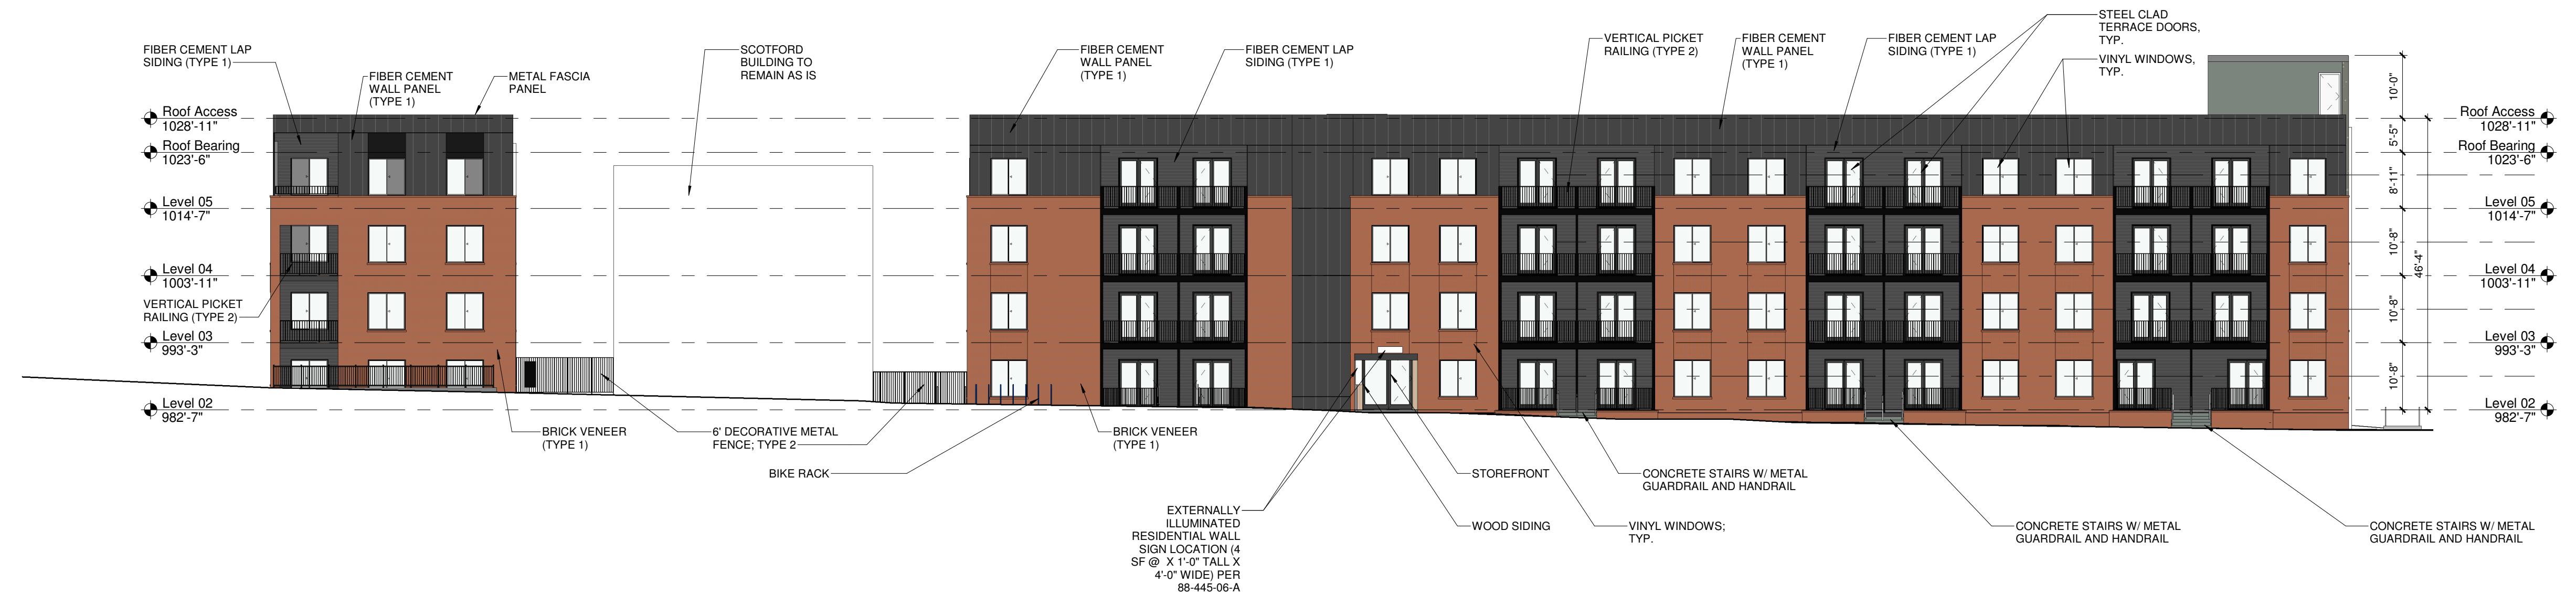 FIBER CEMENT LAP
SIDING (TYPE 1)
FIBER CEMENT
WALL PANEL
(TYPE 1)
METAL FASCIA
PANEL
SCOTFORD
BUILDING TO
REMAIN AS IS
FIBER CEMENT
WALL PANEL
(TYPE 1)
FIBER CEMENT LAP
SIDING (TYPE 1)
VERTICAL PICKET
RAILING (TYPE 2)
FIBER CEMENT
WALL PANEL
(TYPE 1)
FIBER CEMENT LAP
SIDING (TYPE 1)
STEEL CLAD
TERRACE DOORS,
TYP.
VINYL WINDOWS,
TYP.
Roof Access
1028'-11"
Roof Bearing
1023'-6"
Level 05
1014'-7"
Level 04
1003'-11"
VERTICAL PICKET
RAILING (TYPE 2)
Level 03
993'-3"
Level 02
982'-7"
10'-0"
5'-5"
8'-11"
10'-8"
10'-8"
10'-8"
46'-4"
Roof Access
1028'-11"
Roof Bearing
1023'-6"
Level 05
1014'-7"
Level 04
1003'-11"
Level 03
993'-3"
Level 02
982'-7"
BRICK VENEER
(TYPE 1)
6' DECORATIVE METAL
FENCE; TYPE 2
BIKE RACK
BRICK VENEER
(TYPE 1)
EXTERNALLY
ILLUMINATED
RESIDENTIAL WALL
SIGN LOCATION (4
SF @ X 1'-0" TALL X
4'-0" WIDE) PER
88-445-06-A
STOREFRONT
WOOD SIDING
CONCRETE STAIRS W/ METAL
GUARDRAIL AND HANDRAIL
VINYL WINDOWS;
TYP.
CONCRETE STAIRS W/ METAL
GUARDRAIL AND HANDRAIL
CONCRETE STAIRS W/ METAL
GUARDRAIL AND HANDRAIL